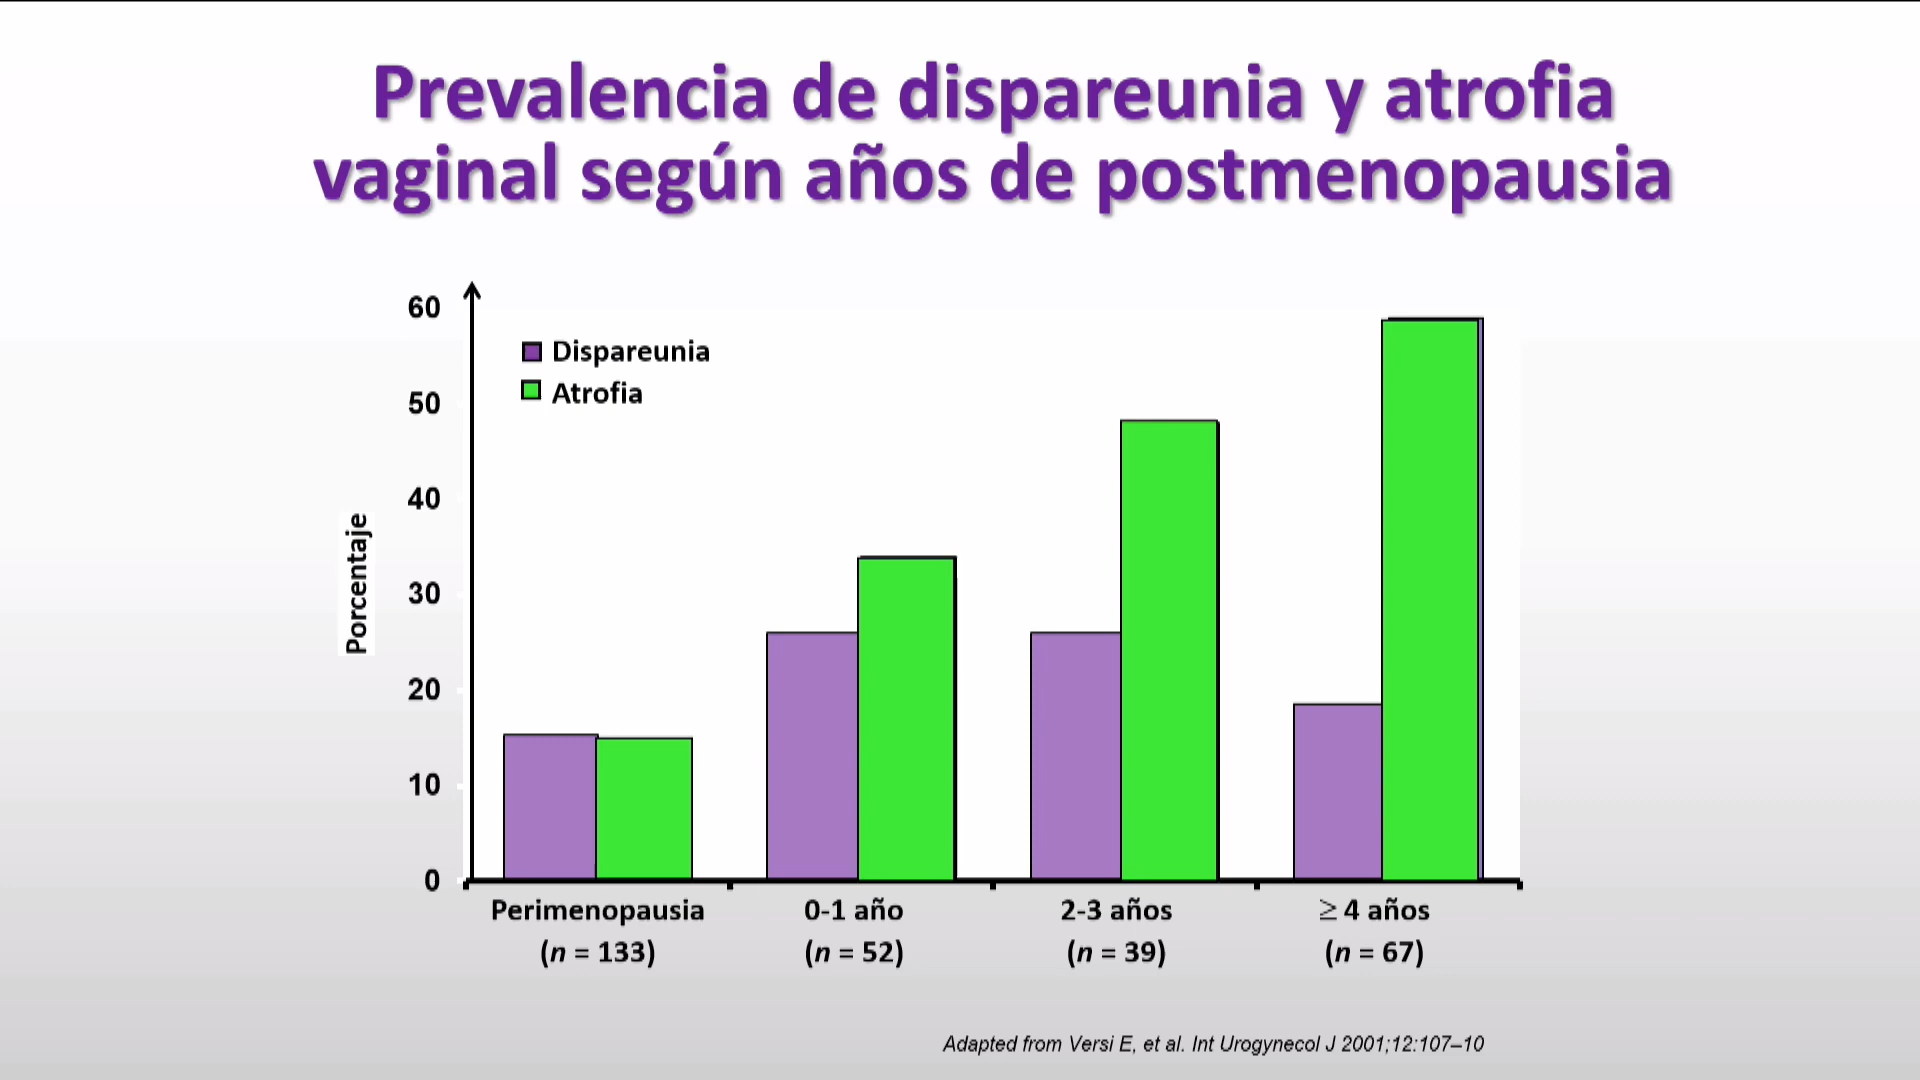 Prevalencia de dispareunia y atrofia
vaginal según años de postmenopausia
60
50
40
30
20
10
0
Porcentaje
Dispareunia
Atrofia
Perimenopausia
(n = 133)
0-1 año
(n = 52)
2-3 años
(n = 39)
≥ 4 años
(n = 67)
Adapted from Versi E, et al. Int Urogynecol J 2001;12:107–10